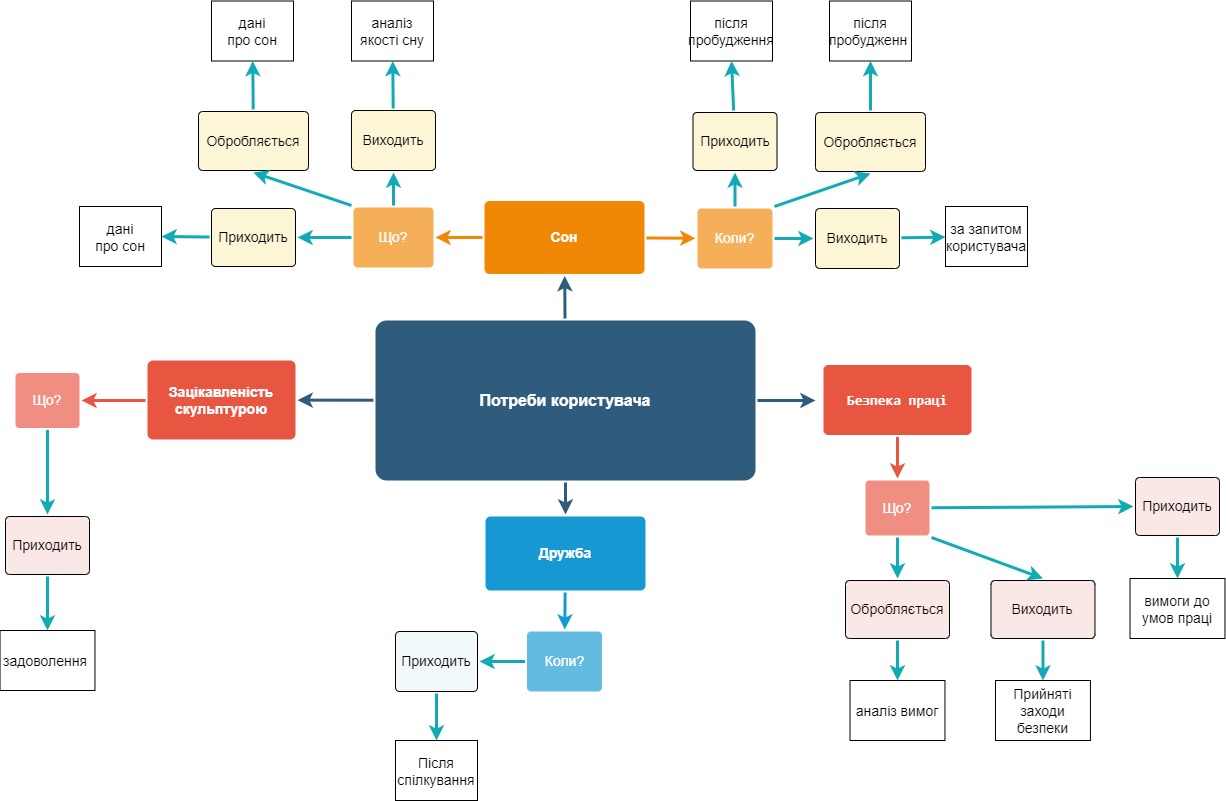 дані
про сон
аналіз
якості сну
після
пробудження
після
пробудженн
Обробляється
Виходить
Приходить
Обробляється
дані
про сон
Приходить
Що?
Сон
Коли?
Виходить
за запитом
користувача
Що?
Зацікавленість
скульптурою
Потреби користувача
Безпека праці
Що?
Приходить
Приходить
Дружба
Обробляється
Виходить
вимоги до
умов праці
задоволення
Приходить
Коли?
аналіз вимог
Прийняті
заходи
безпеки
Після
спілкування